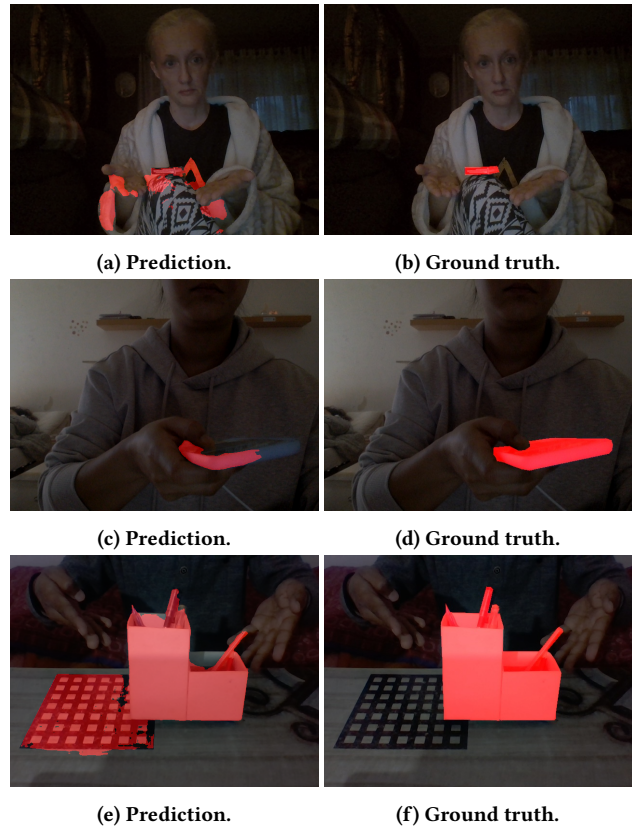 (a) Prediction.
(b) Ground truth.
(c) Prediction.
(d) Ground truth.
(e) Prediction.
(f) Ground truth.